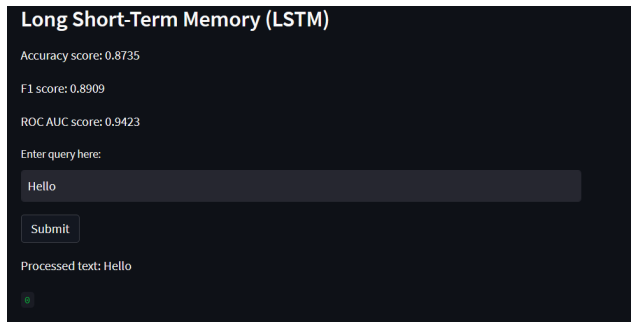 Long Short-Term Memory (LSTM)
Accuracy score: 0.8735
F1 score: 0.8909
ROC AUC score: 0.9423
Enter query here:
Hello
Submit
Processed text: Hello
0